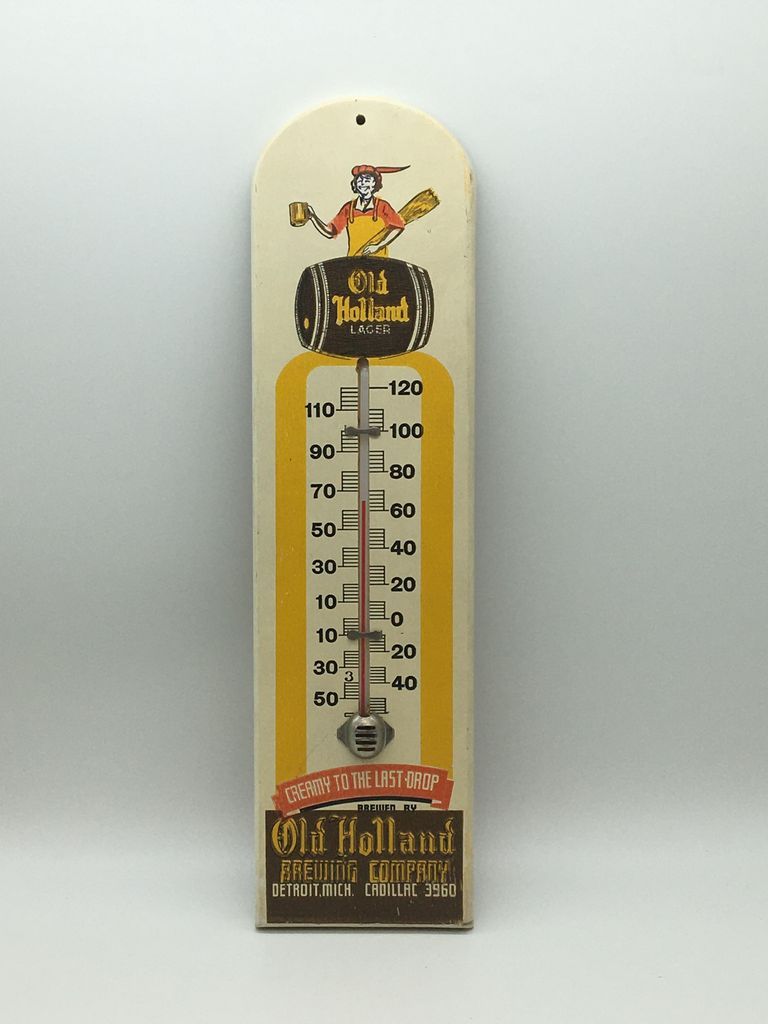 Old
Holland
LAGER
120
110
100
90
80
70
60
50
40
30
20
10
0
10
20
30
3
40
50
CREAMY TO THE LAST DROP
BREWED BY
Old Holland
BREWING COMPANY
DETROIT, MICH. CADILLAC 3960